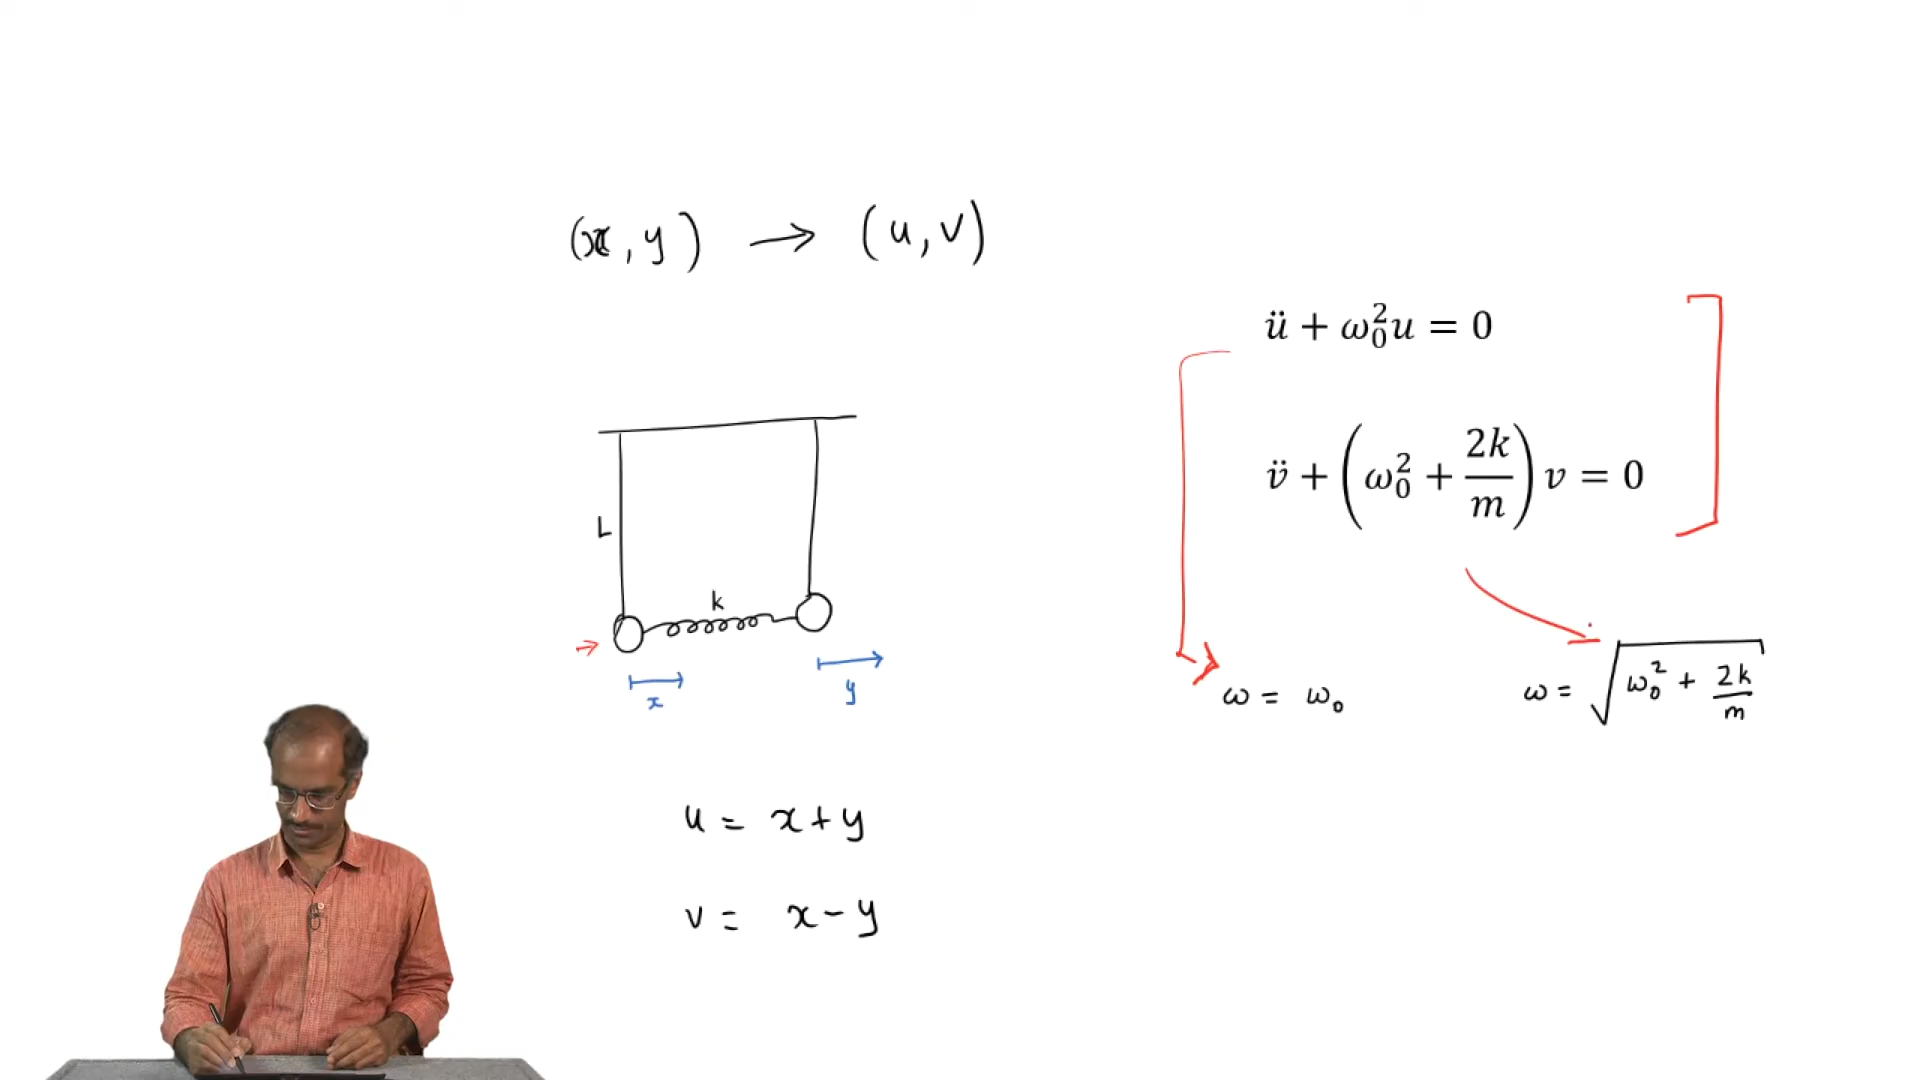 (x, y) → (u, v)
ü + ω₀²u = 0
v̈ + (ω₀² + 2k/m) v = 0
L
k
x
y
ω = ω₀
ω = √(ω₀² + 2k/m)
u = x + y
v = x − y